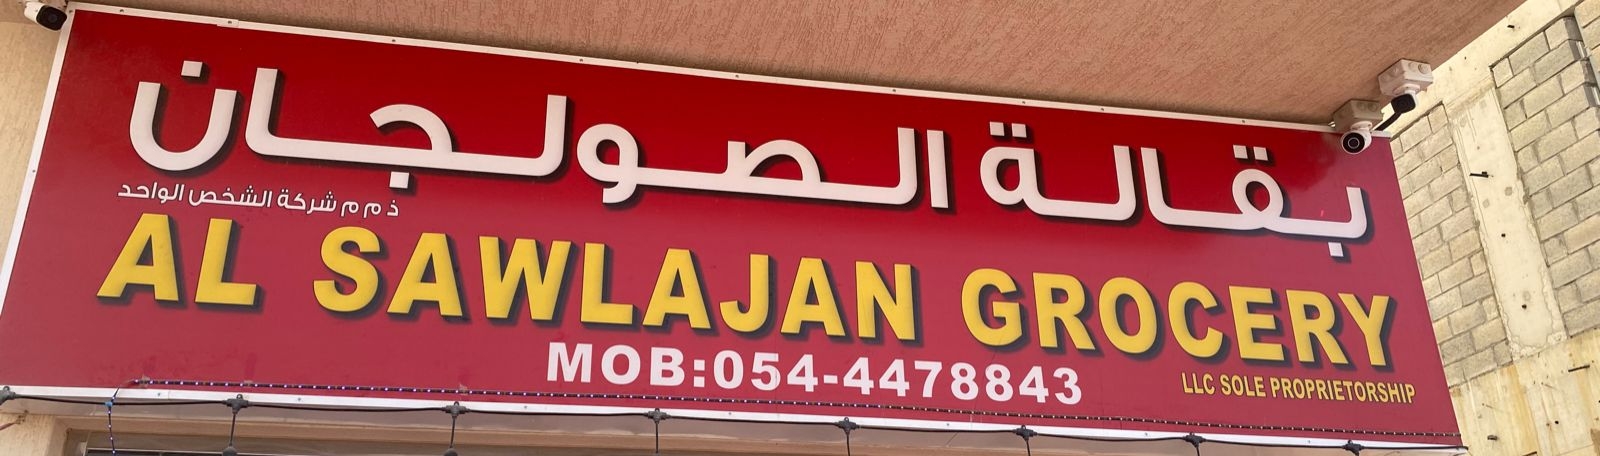 بقالة الصولجان
ذ م م شركة الشخص الواحد
AL SAWLAJAN GROCERY
LLC SOLE PROPRIETORSHIP
MOB:054-4478843